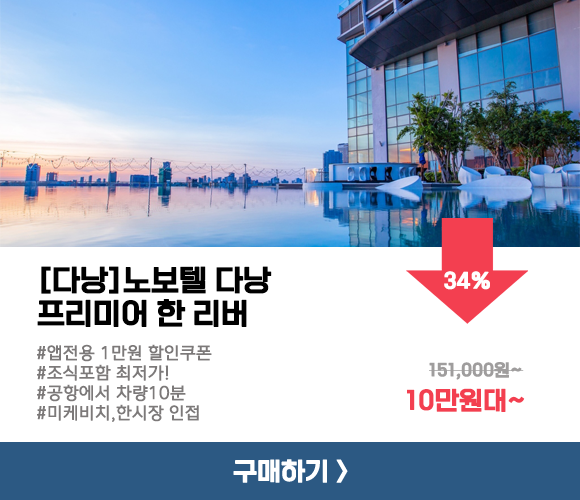 [다낭]노보텔 다낭
프리미어 한 리버
#앱전용 1만원 할인쿠폰
#조식포함 최저가!
#공항에서 차량10분
#미케비치,한시장 인접
34%
151,000원~
10만원대~
구매하기 〉